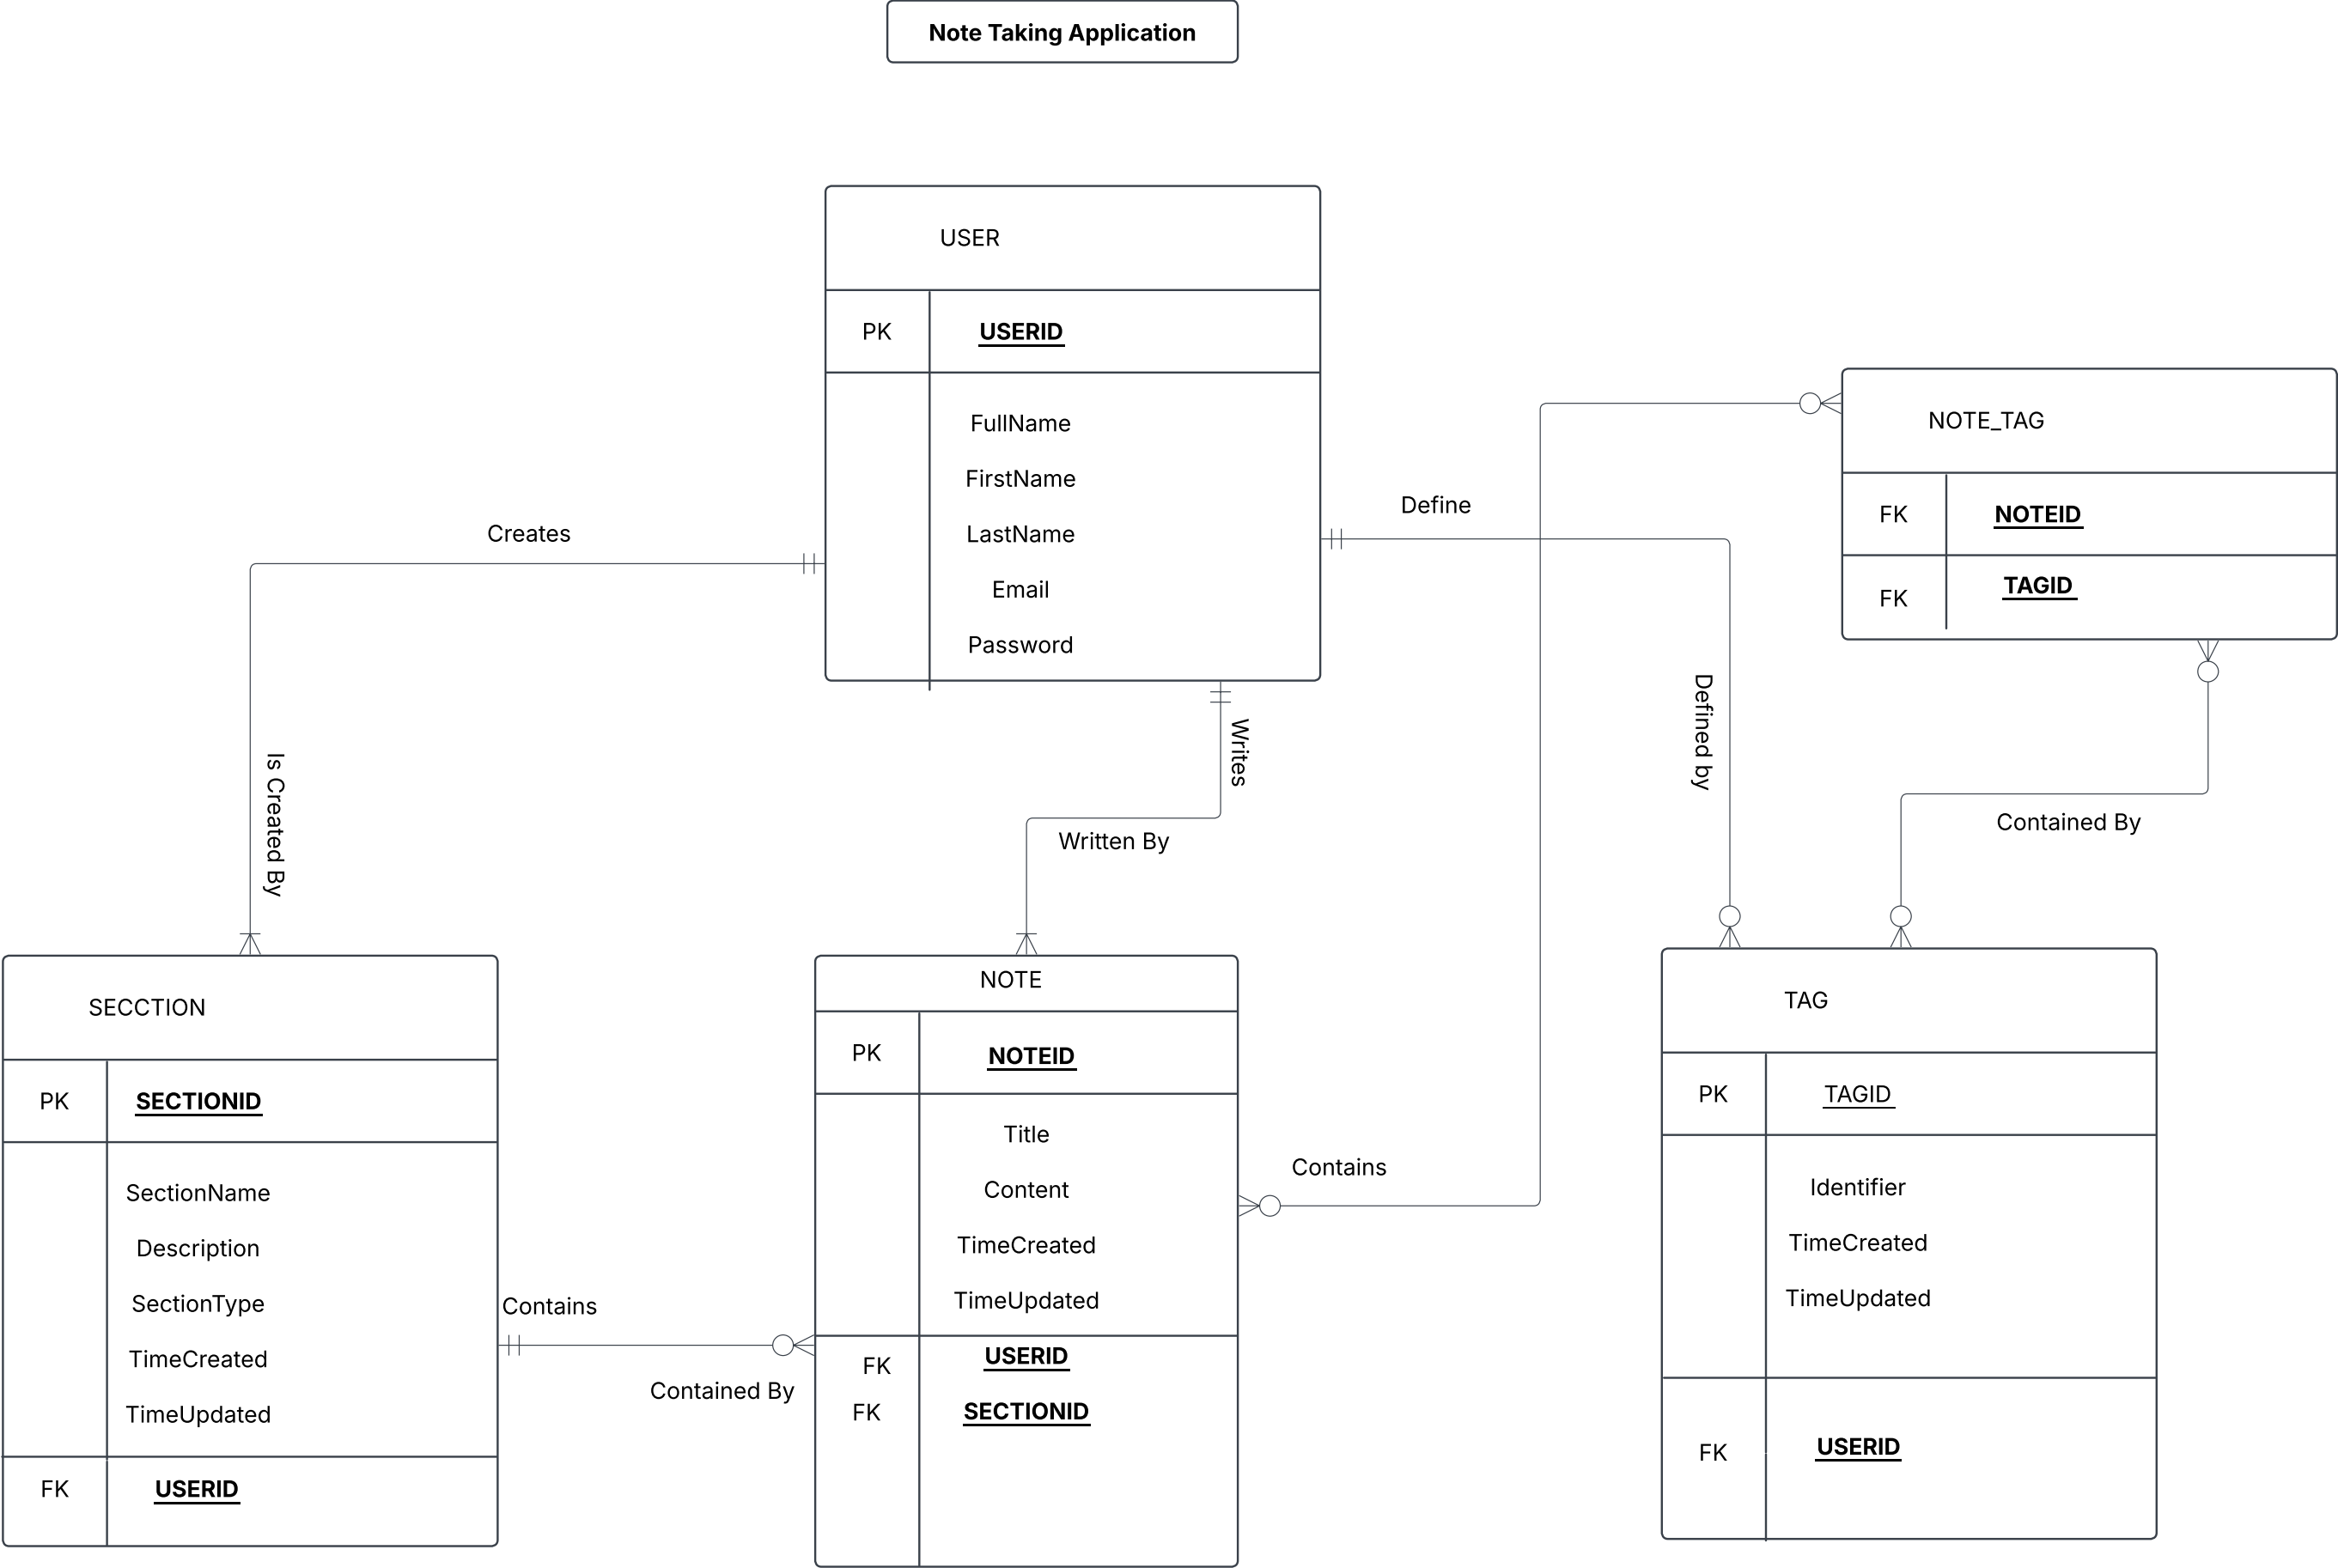 Note Taking Application
USER
PK USERID
FullName
FirstName
LastName
Email
Password
NOTE_TAG
FK NOTEID
FK TAGID
Creates
Is Created By
Define
Defined by
Writes
Written By
Contained By
SECCTION
PK SECTIONID
SectionName
Description
SectionType
TimeCreated
TimeUpdated
FK USERID
Contains
Contained By
NOTE
PK NOTEID
Title
Content
TimeCreated
TimeUpdated
FK USERID
FK SECTIONID
Contains
TAG
PK TAGID
Identifier
TimeCreated
TimeUpdated
FK USERID